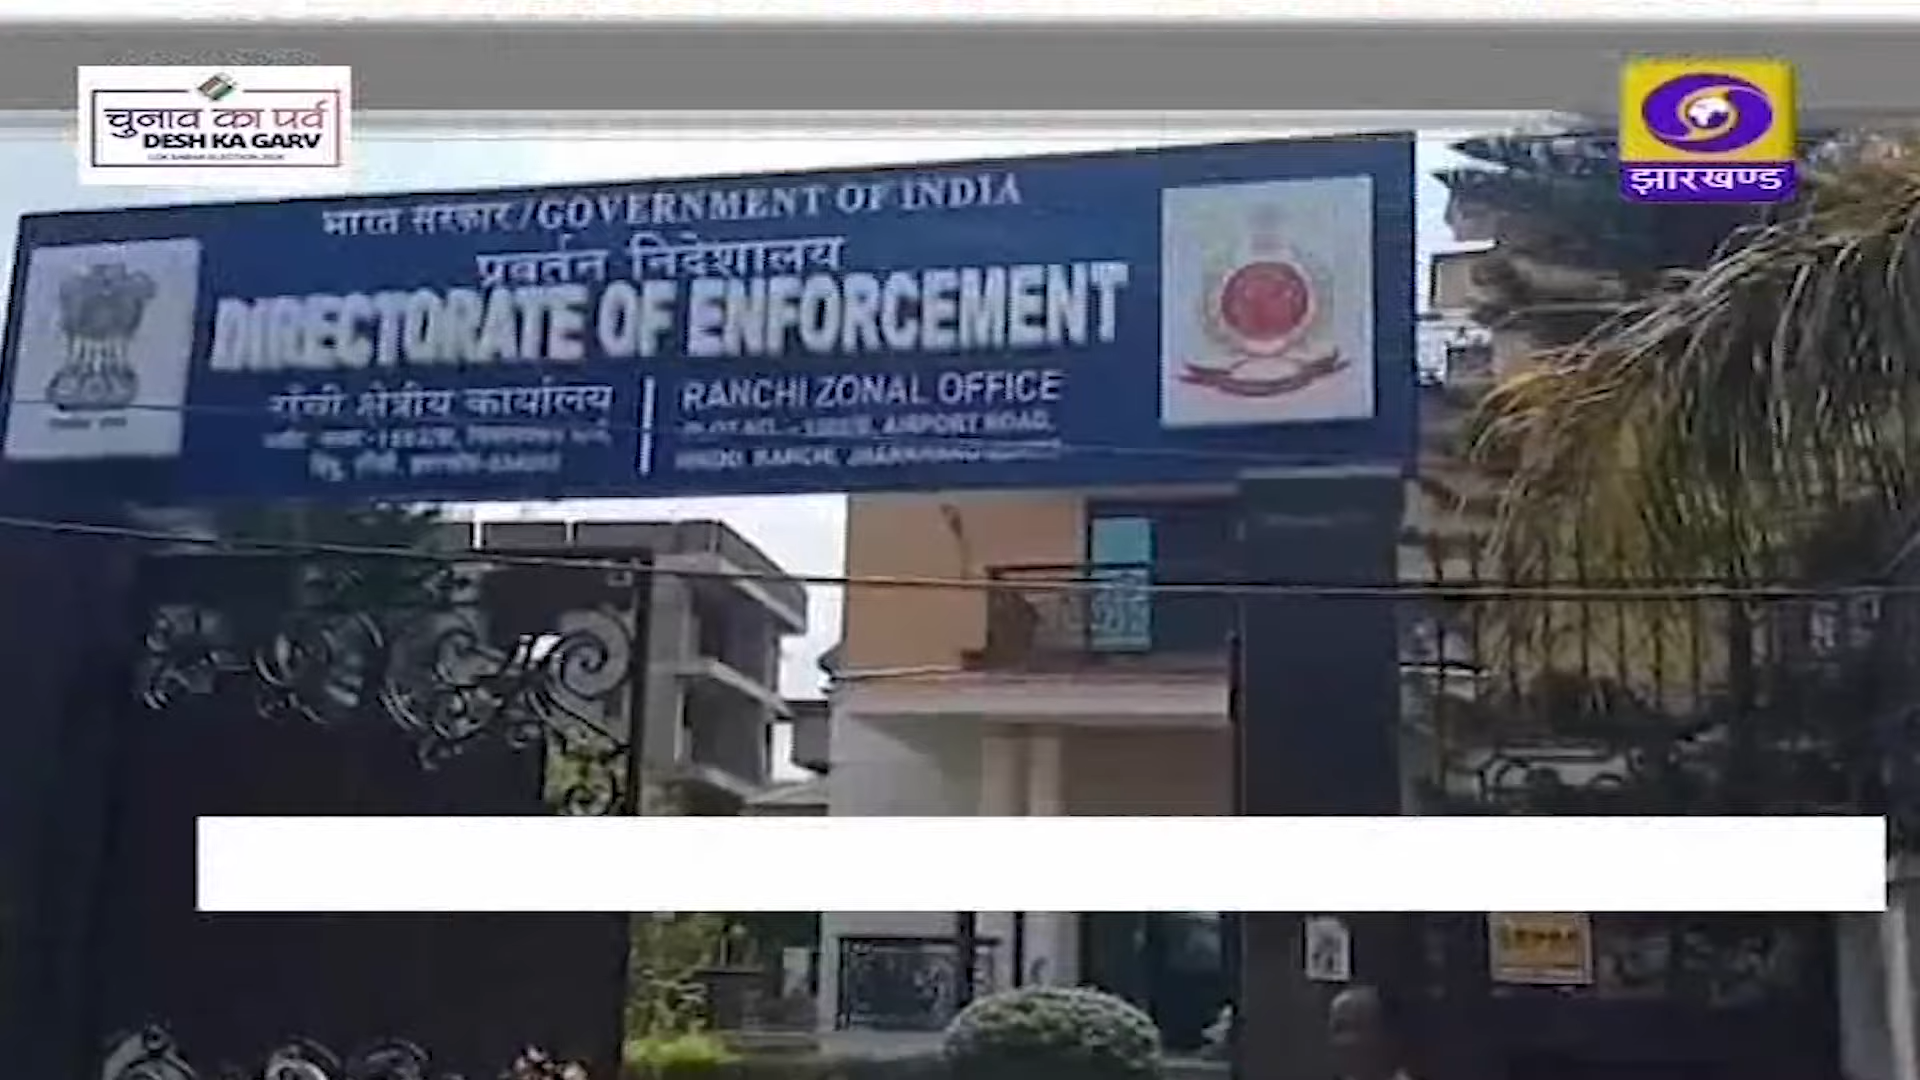 चुनाव का पर्व
DESH KA GARV
झारखण्ड
भारत सरकार/GOVERNMENT OF INDIA
प्रवर्तन निदेशालय
DIRECTORATE OF ENFORCEMENT
राँची क्षेत्रीय कार्यालय
RANCHI ZONAL OFFICE
AIRPORT ROAD,